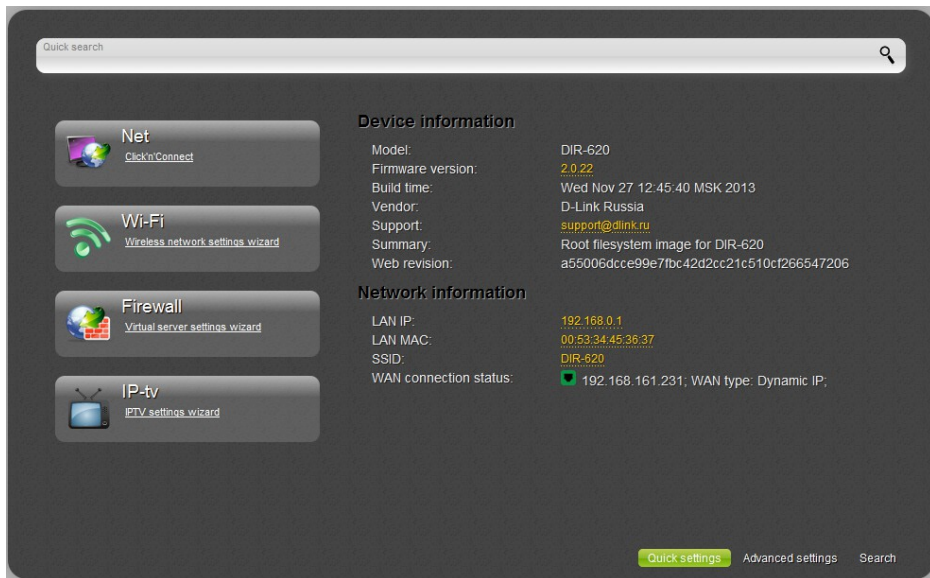 Quick search
Net
Click'n'Connect
Wi-Fi
Wireless network settings wizard
Firewall
Virtual server settings wizard
IP-tv
IPTV settings wizard
Device information
Model: DIR-620
Firmware version: 2.0.22
Build time: Wed Nov 27 12:45:40 MSK 2013
Vendor: D-Link Russia
Support: support@dlink.ru
Summary: Root filesystem image for DIR-620
Web revision: a55006dcce99e7fbc42d2cc21c510cf266547206
Network information
LAN IP: 192.168.0.1
LAN MAC: 00:53:34:45:36:37
SSID: DIR-620
WAN connection status: 192.168.161.231; WAN type: Dynamic IP;
Quick settings Advanced settings Search